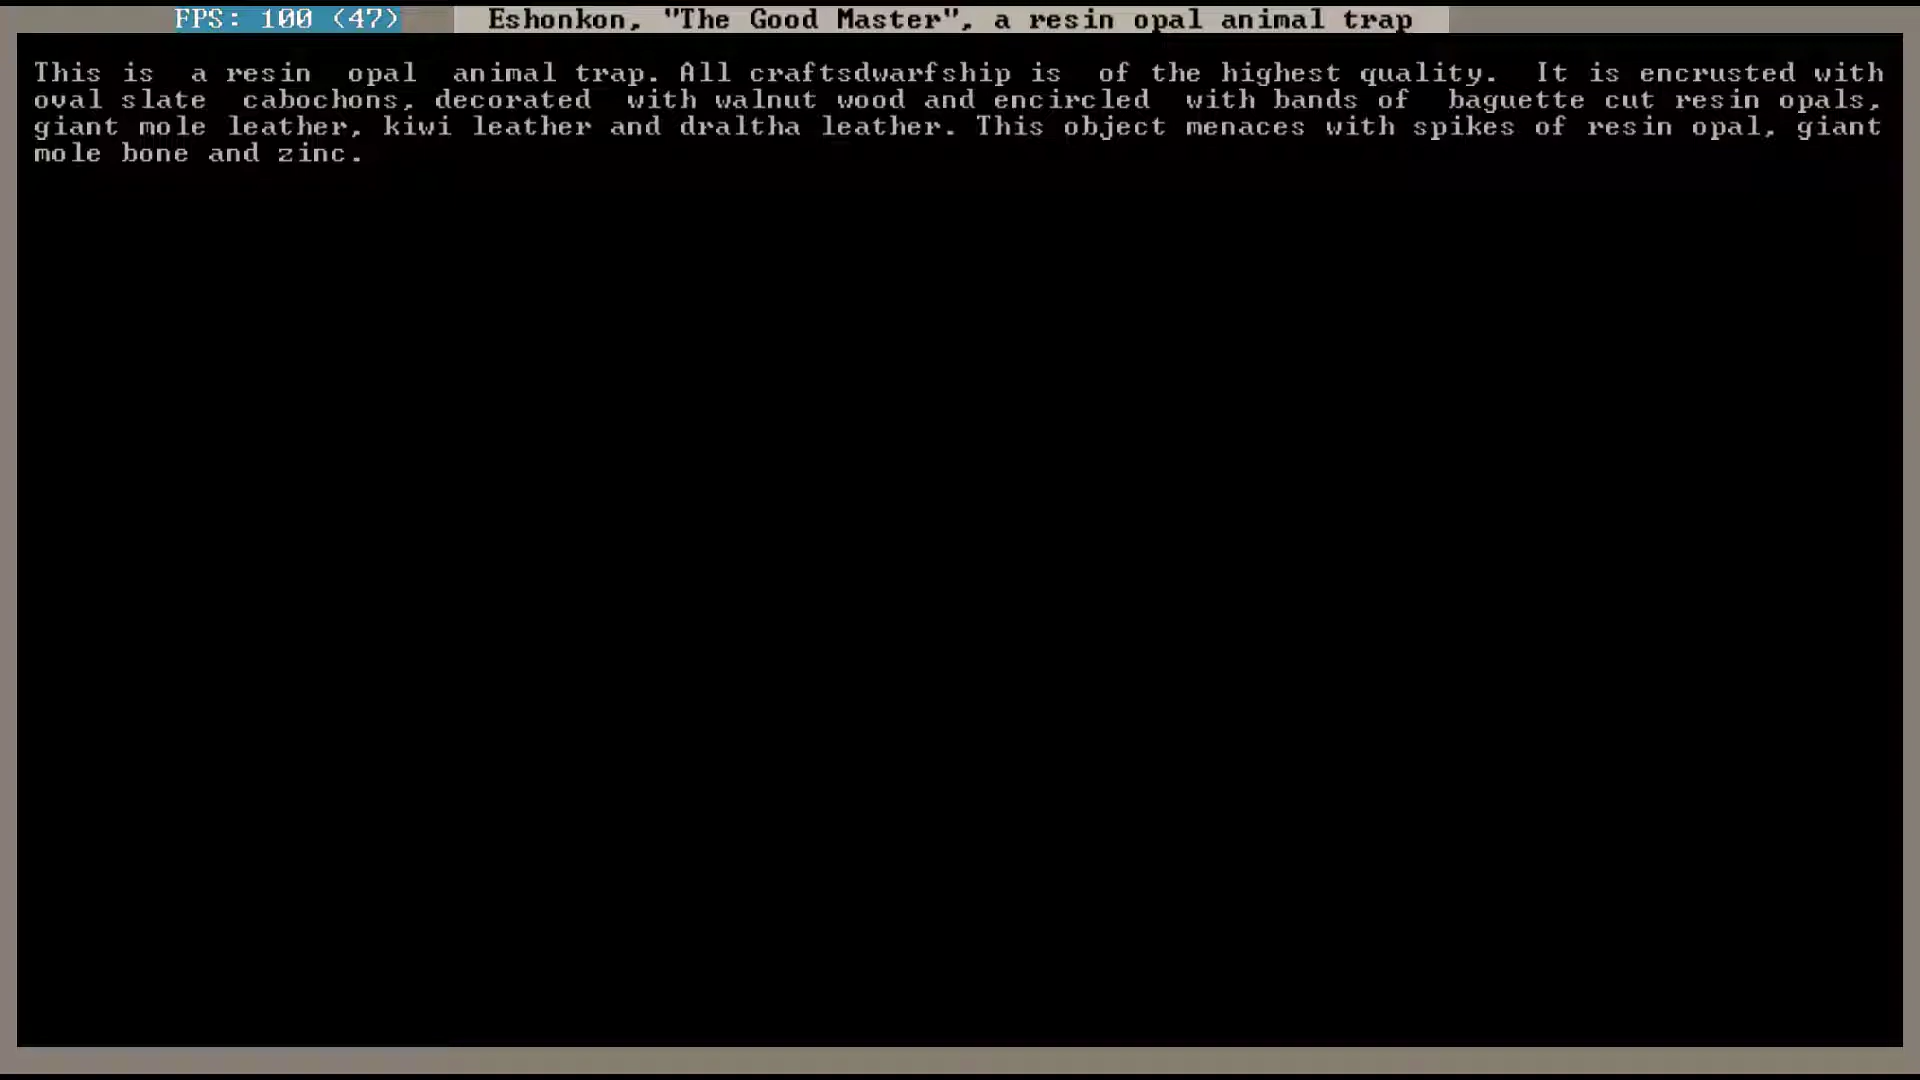 FPS: 100 (47) Eshonkon, "The Good Master", a resin opal animal trap
This is a resin opal animal trap. All craftsdwarfship is of the highest quality. It is encrusted with
oval slate cabochons, decorated with walnut wood and encircled with bands of baguette cut resin opals,
giant mole leather, kiwi leather and draltha leather. This object menaces with spikes of resin opal, giant
mole bone and zinc.